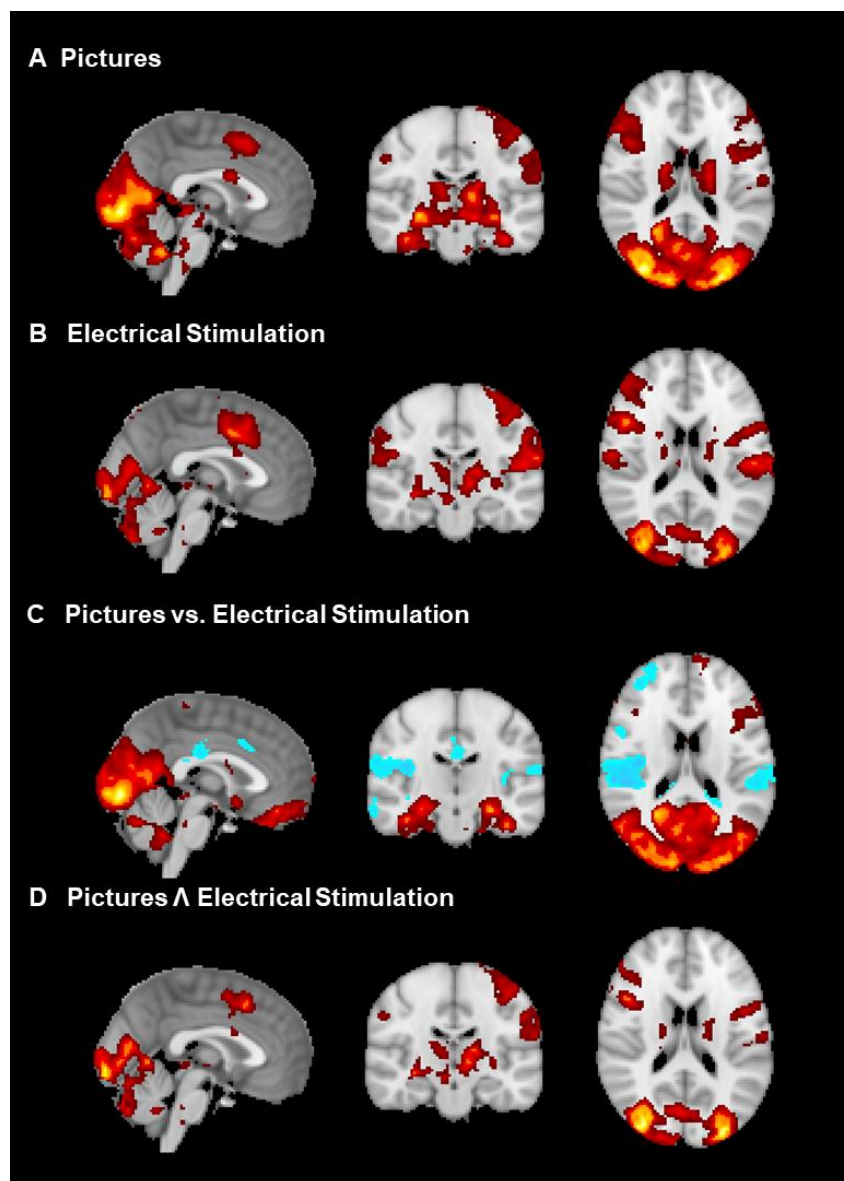 A Pictures
B Electrical Stimulation
C Pictures vs. Electrical Stimulation
D Pictures Λ Electrical Stimulation